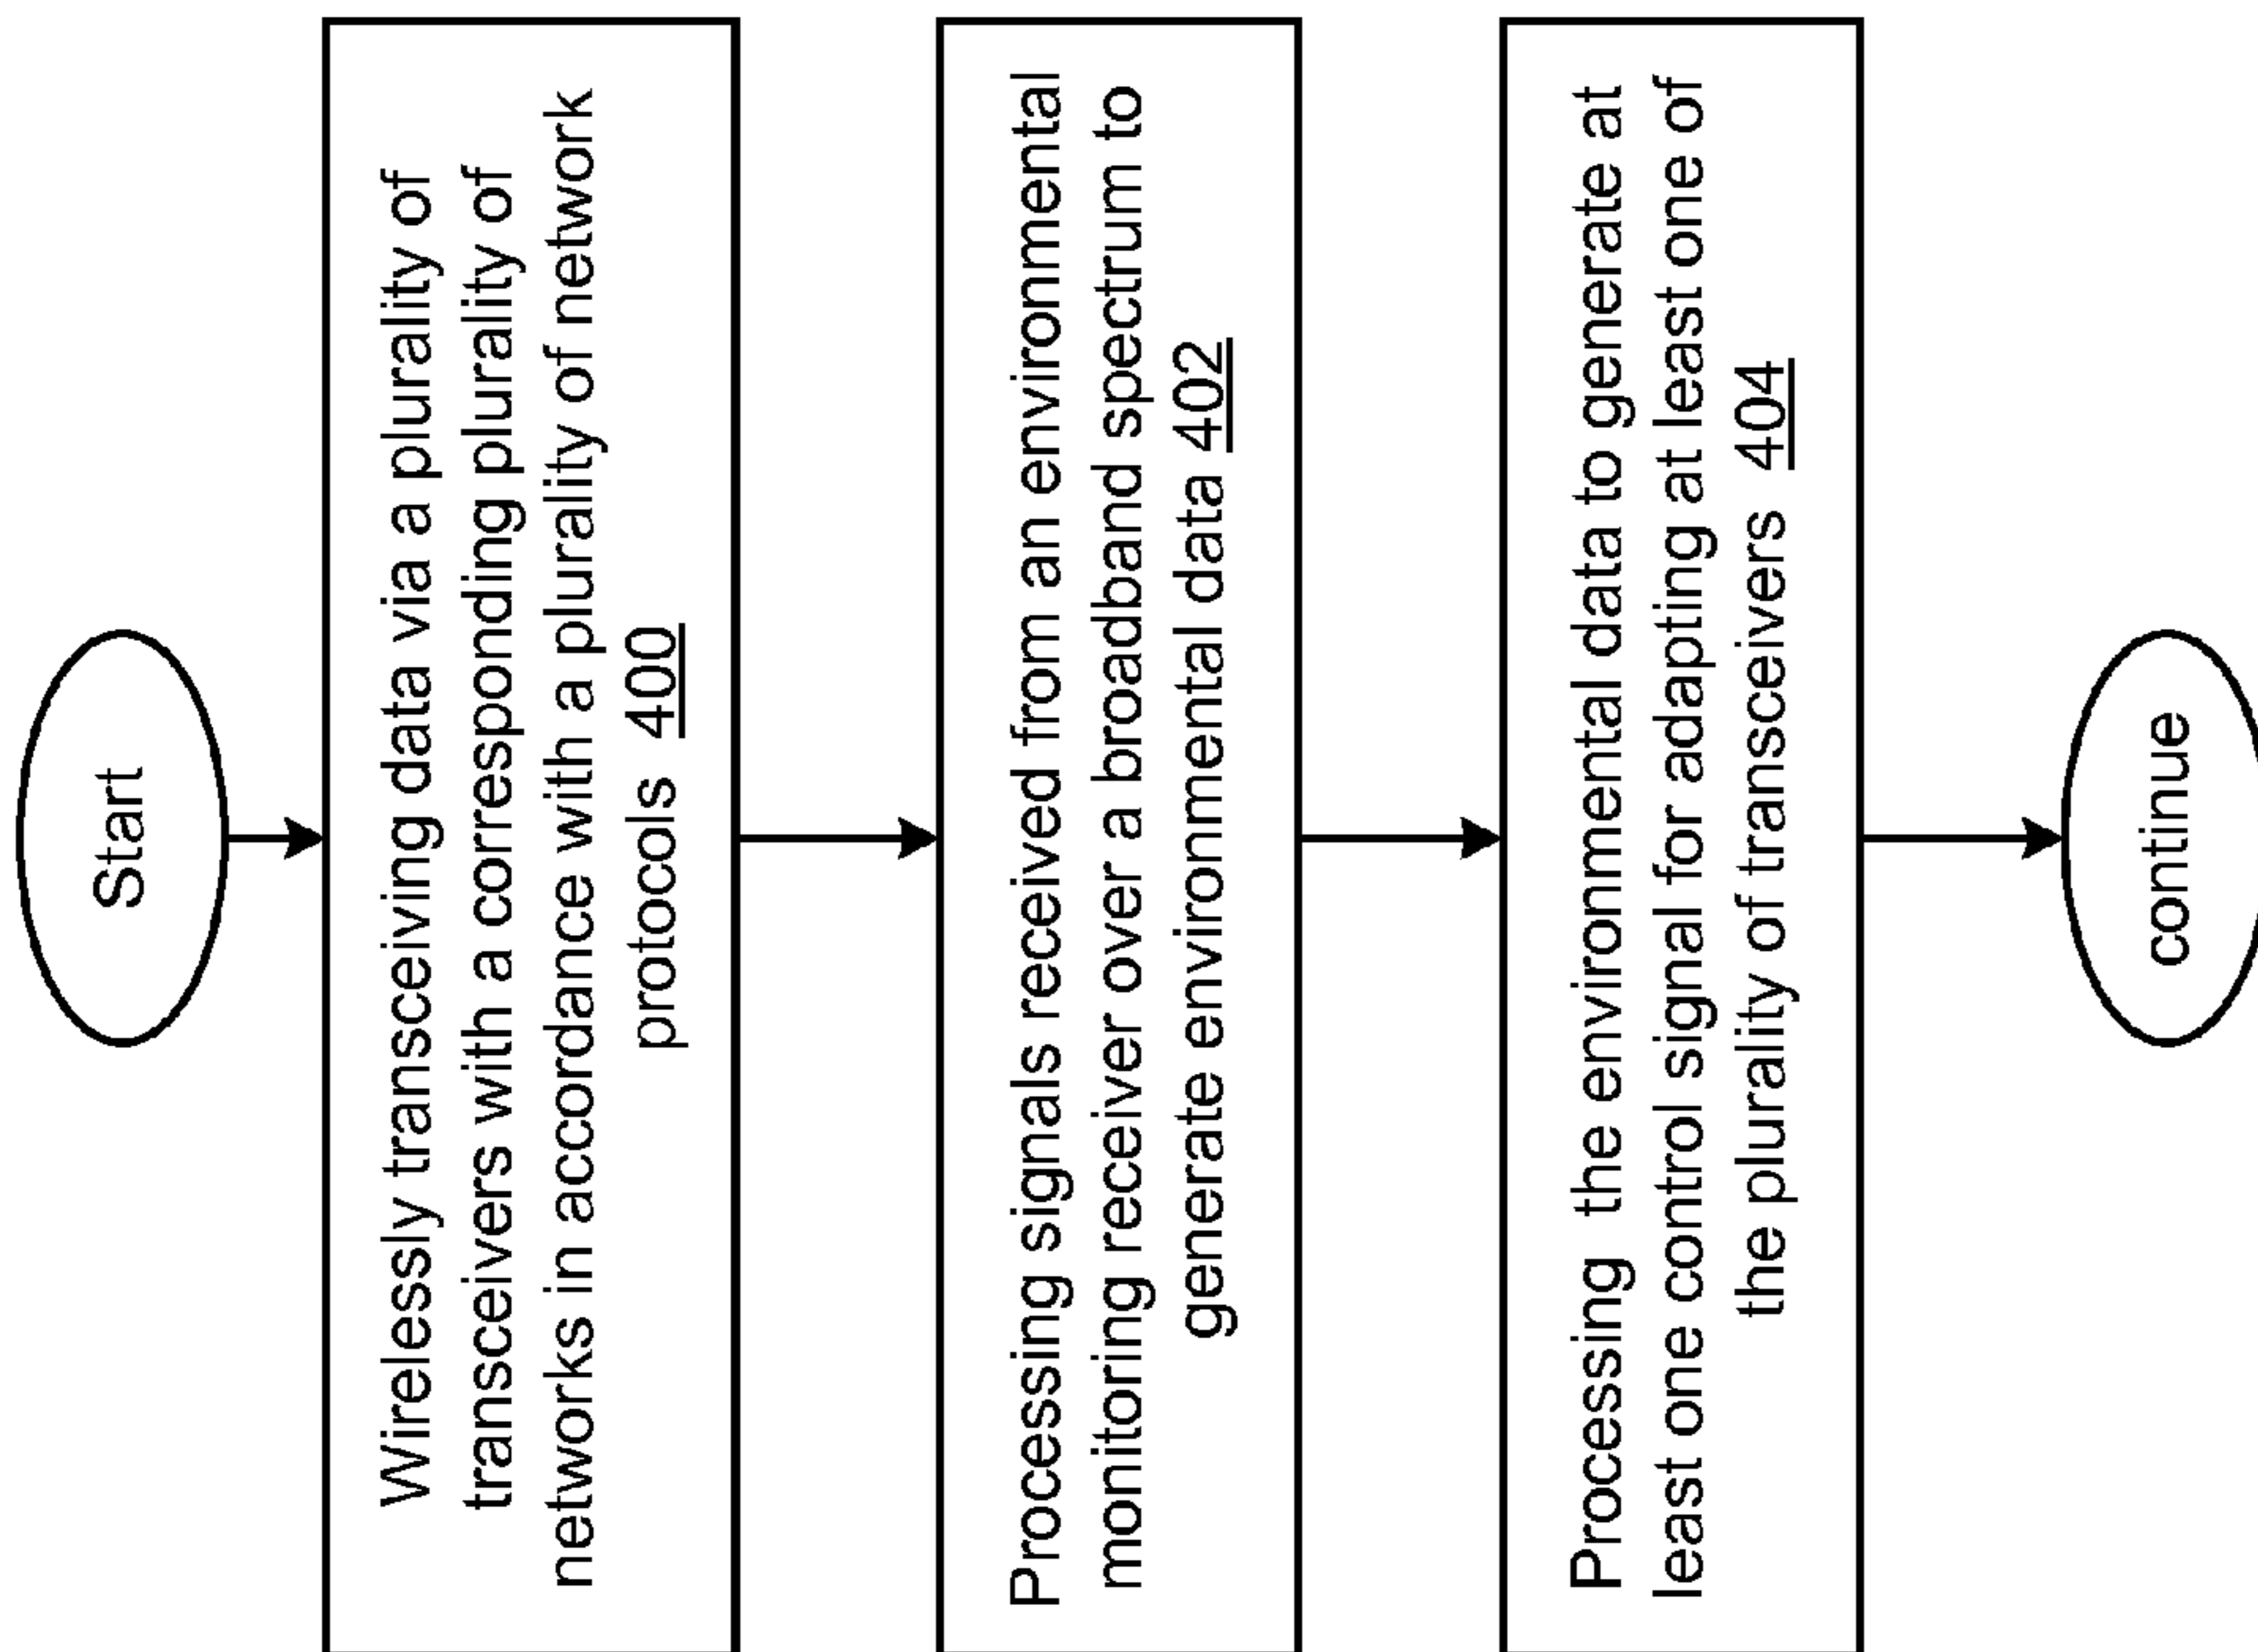 Start
Wirelessly transceiving data via a plurality of
transceivers with a corresponding plurality of
networks in accordance with a plurality of network
protocols 400
Processing signals received from an environmental
monitoring receiver over a broadband spectrum to
generate environmental data 402
Processing the environmental data to generate at
least one control signal for adapting at least one of
the plurality of transceivers 404
continue